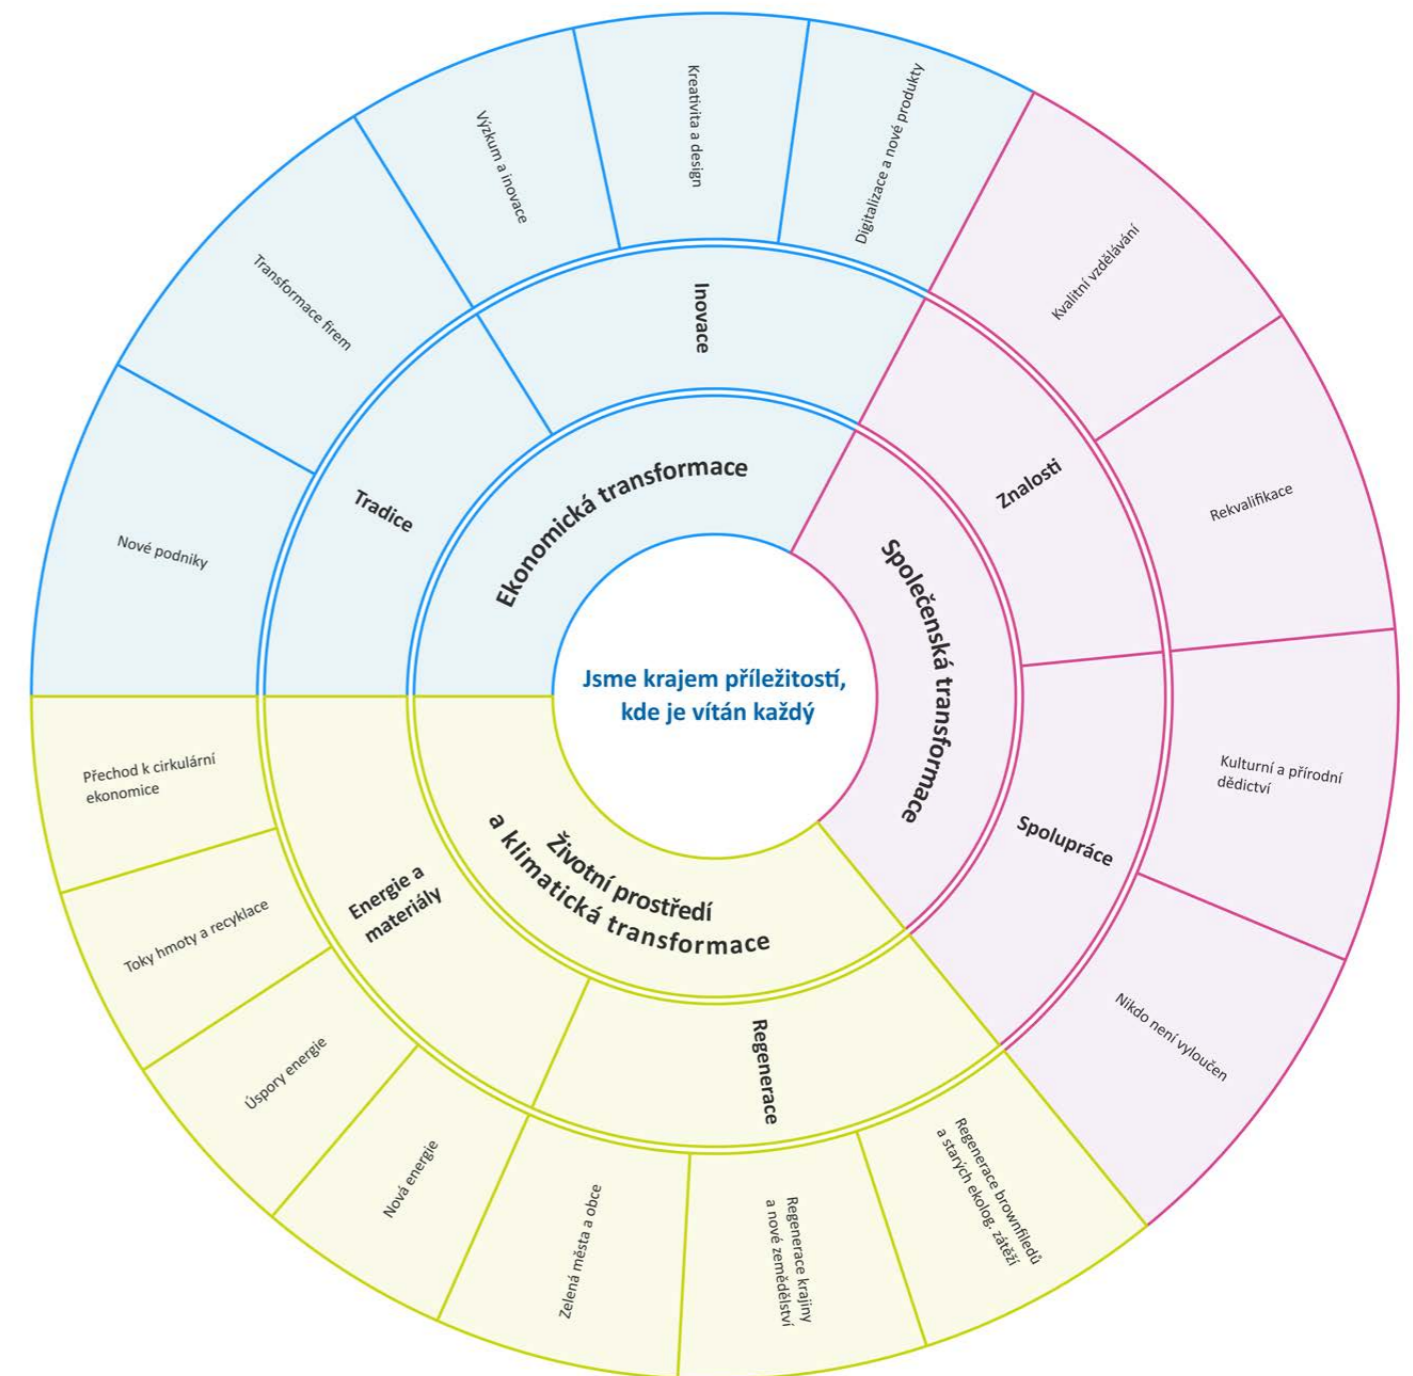 Jsme krajem příležitostí,
kde je vítán každý
Ekonomická transformace
Tradice
Nové podniky
Transformace firem
Inovace
Výzkum a inovace
Kreativita a design
Digitalizace a nové produkty
Společenská transformace
Znalosti
Kvalitní vzdělávání
Rekvalifikace
Spolupráce
Kulturní a přírodní
dědictví
Nikdo není vyloučen
Životní prostředí
a klimatická transformace
Regenerace
Regenerace brownfiledů
a starých ekolog. zátěží
Regenerace krajiny
a nové zemědělství
Zelená města a obce
Energie a
materiály
Nová energie
Úspory energie
Toky hmoty a recyklace
Přechod k cirkulární
ekonomice